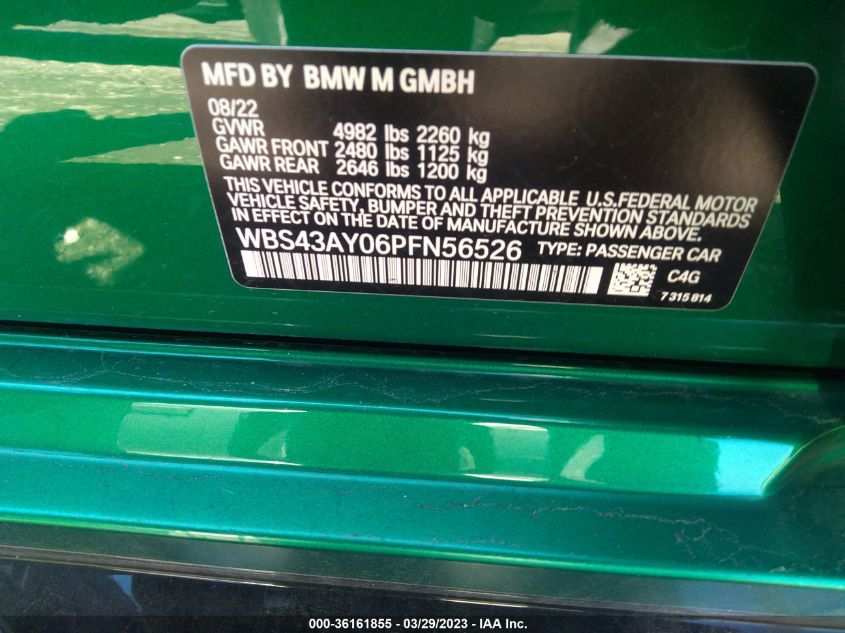 MFD BY BMW M GMBH
08/22
GVWR 4982 lbs 2260 kg
GAWR FRONT 2480 lbs 1125 kg
GAWR REAR 2646 lbs 1200 kg
THIS VEHICLE CONFORMS TO ALL APPLICABLE U.S.FEDERAL MOTOR
VEHICLE SAFETY, BUMPER AND THEFT PREVENTION STANDARDS
IN EFFECT ON THE DATE OF MANUFACTURE SHOWN ABOVE.
WBS43AY06PFN56526 TYPE: PASSENGER CAR
C4G
7 315 814
000-36161855 | 03/29/2023 - © IAA Inc.